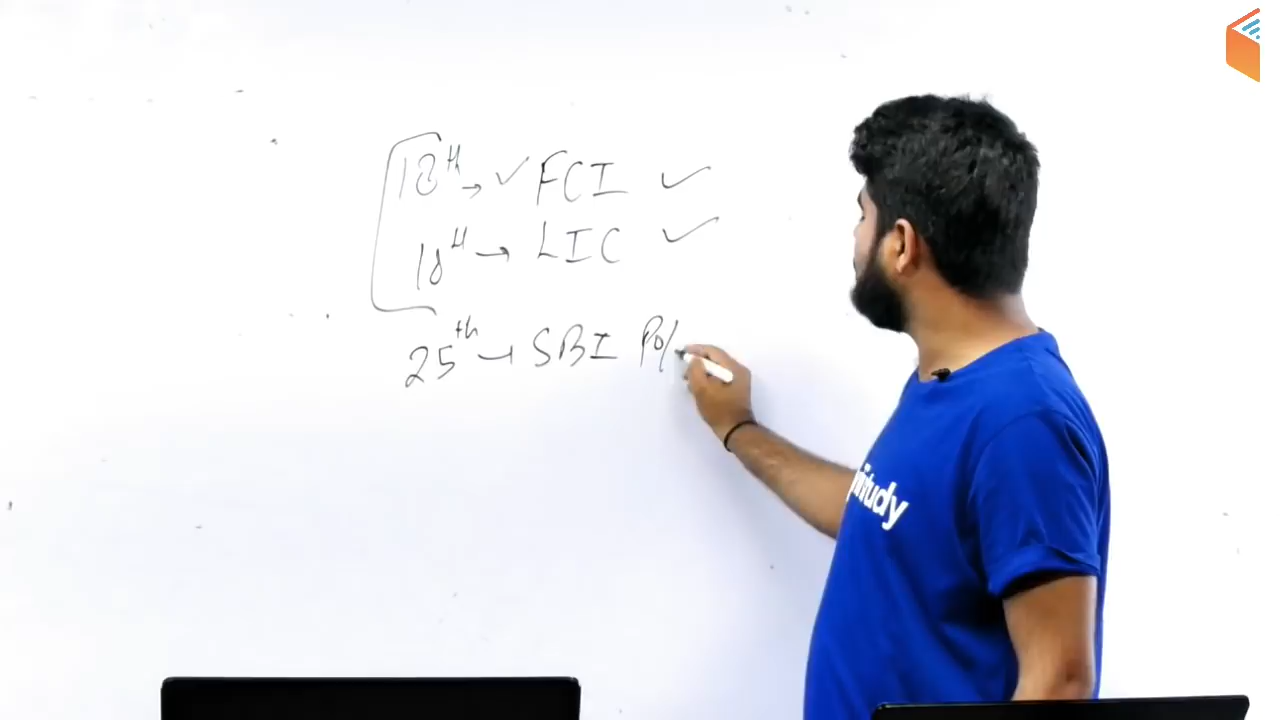 18th → ✓ FCI ✓
18th → LIC ✓
25th → SBI Po/